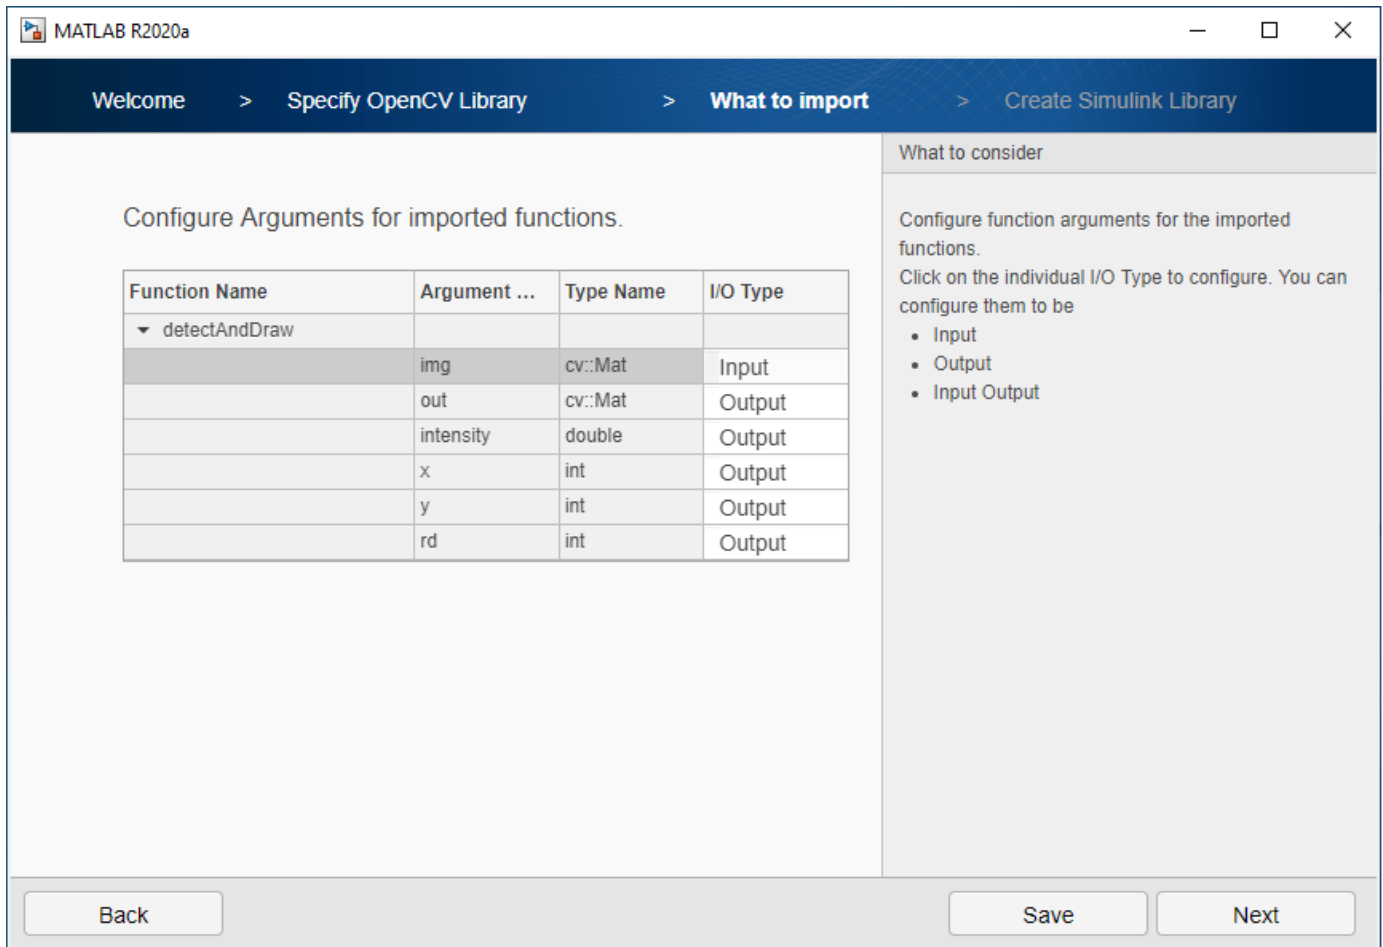 MATLAB R2020a
Welcome > Specify OpenCV Library > What to import > Create Simulink Library
Configure Arguments for imported functions.
Function Name Argument ... Type Name I/O Type
detectAndDraw
img cv::Mat Input
out cv::Mat Output
intensity double Output
x int Output
y int Output
rd int Output
What to consider
Configure function arguments for the imported
functions.
Click on the individual I/O Type to configure. You can
configure them to be
• Input
• Output
• Input Output
Back Save Next